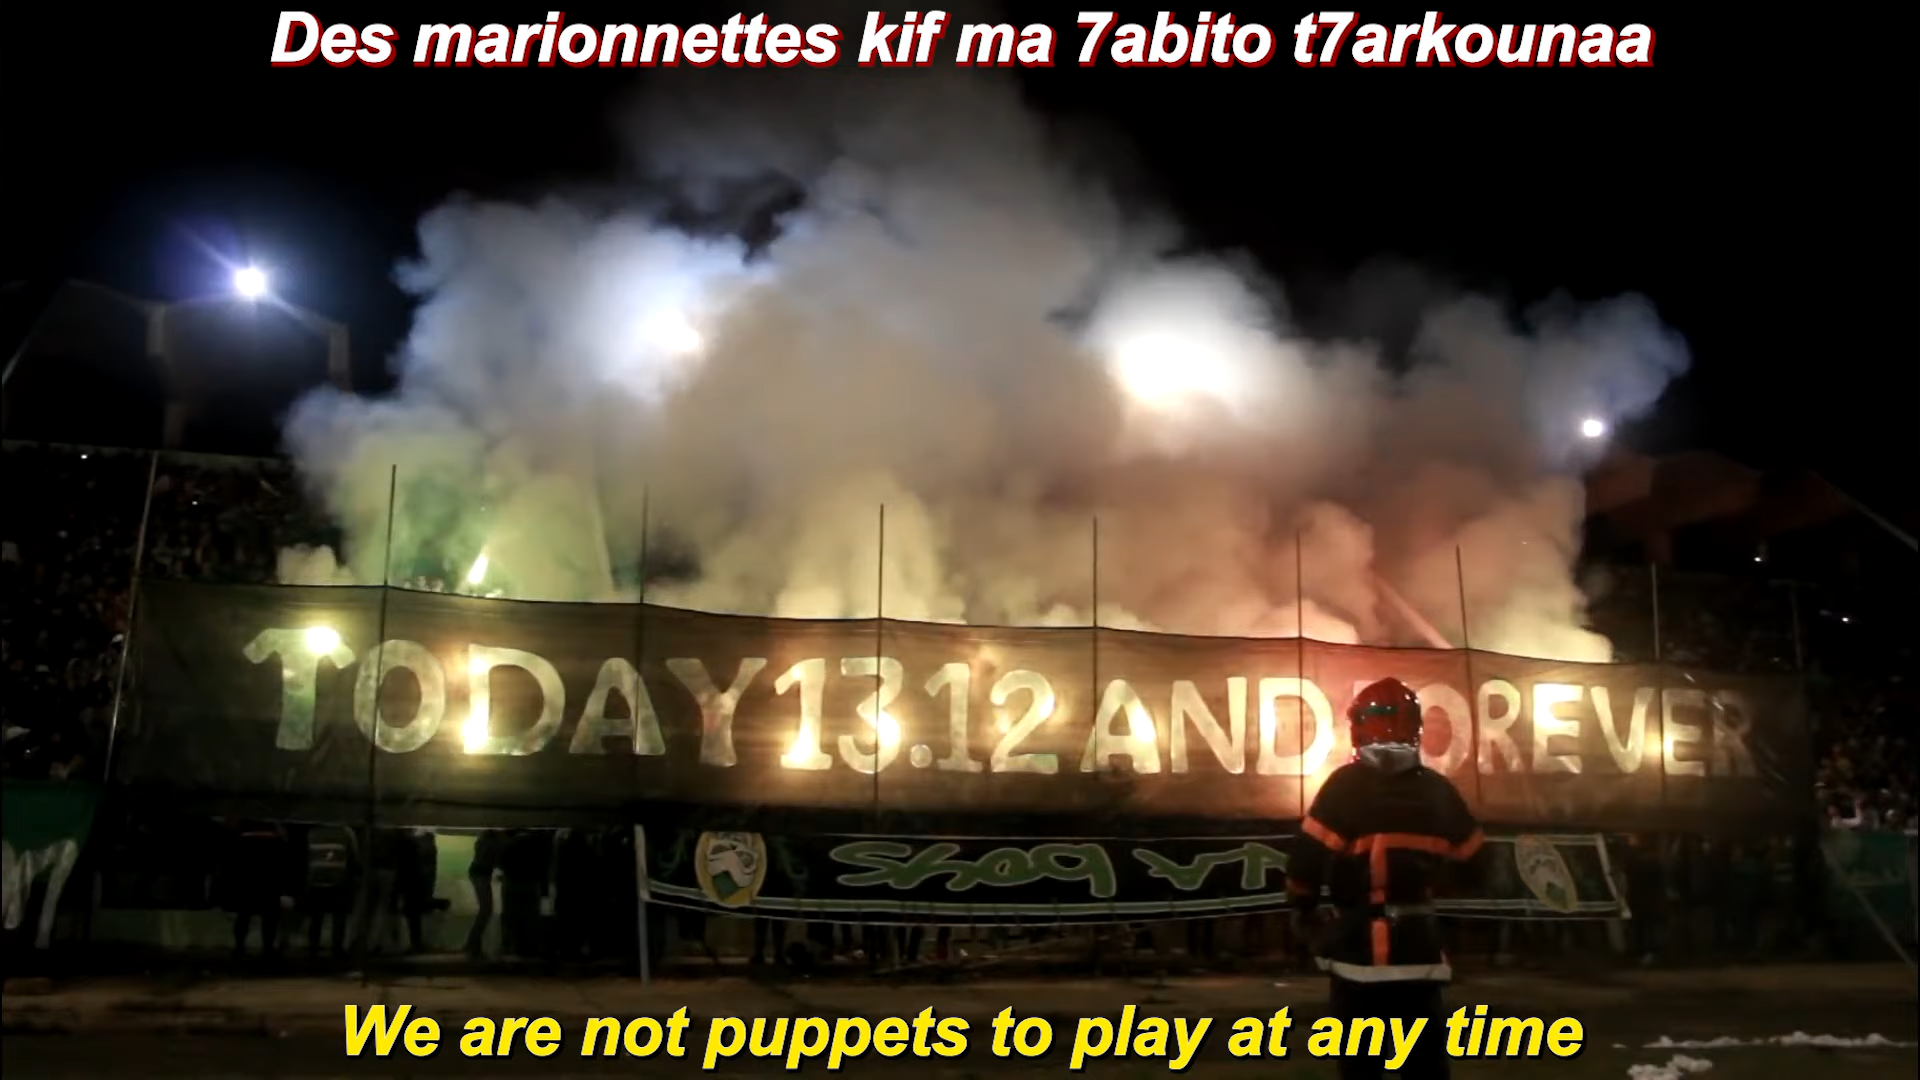 Des marionnettes kif ma 7abito t7arkounaa
TODAY 13.12 AND FOREVER
We are not puppets to play at any time